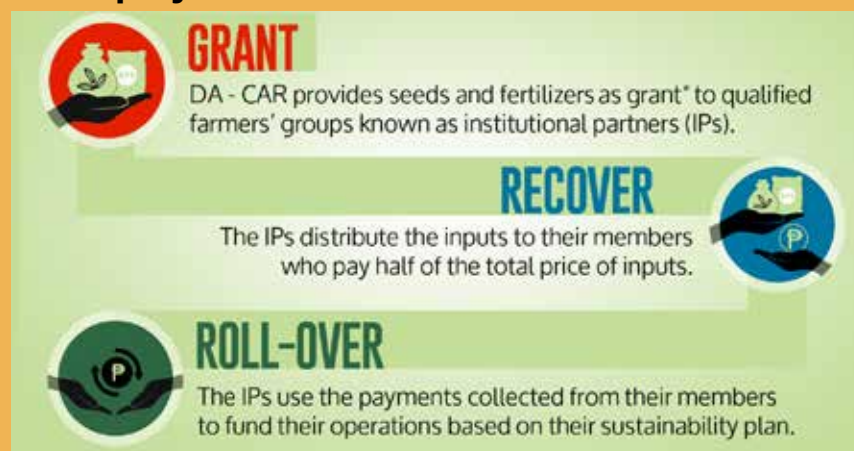 GRANT
DA - CAR provides seeds and fertilizers as grant* to qualified
farmers' groups known as institutional partners (IPs).
RECOVER
The IPs distribute the inputs to their members
who pay half of the total price of inputs.
ROLL-OVER
The IPs use the payments collected from their members
to fund their operations based on their sustainability plan.